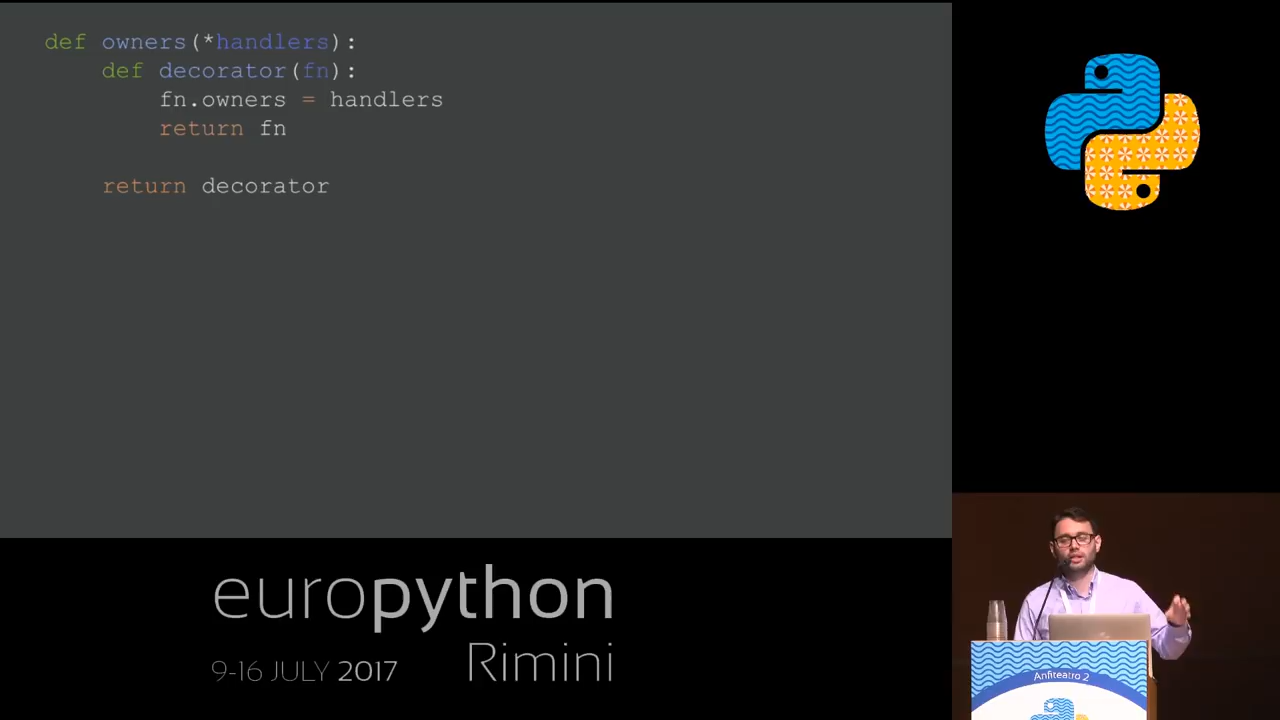 def owners(*handlers):
    def decorator(fn):
        fn.owners = handlers
        return fn

    return decorator
europython
9-16 JULY 2017 Rimini
Anfiteatro 2